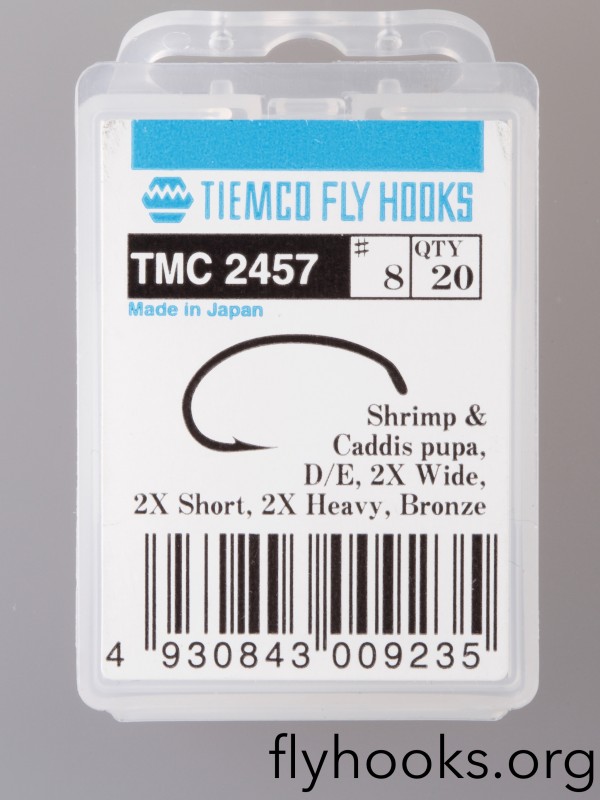 TIEMCO FLY HOOKS
TMC 2457 # 8 QTY 20
Made in Japan
Shrimp &
Caddis pupa,
D/E, 2X Wide,
2X Short, 2X Heavy, Bronze
4 930843 009235
flyhooks.org